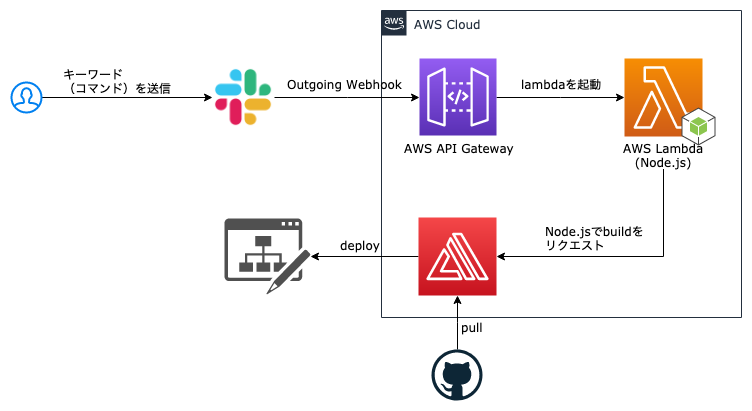 aws
AWS Cloud
キーワード
（コマンド）を送信
Outgoing Webhook
lambdaを起動
AWS API Gateway
AWS Lambda
(Node.js)
Node.jsでbuildを
リクエスト
deploy
pull